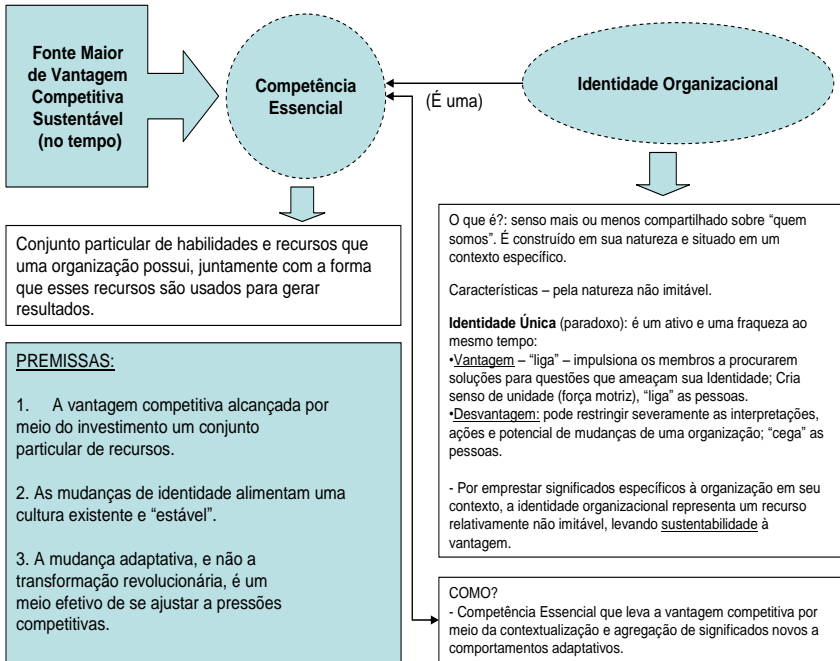 Fonte Maior
de Vantagem
Competitiva
Sustentável
(no tempo)
Competência
Essencial
(É uma)
Identidade Organizacional
Conjunto particular de habilidades e recursos que
uma organização possui, juntamente com a forma
que esses recursos são usados para gerar
resultados.
PREMISSAS:
1. A vantagem competitiva alcançada por
meio do investimento um conjunto
particular de recursos.
2. As mudanças de identidade alimentam uma
cultura existente e “estável”.
3. A mudança adaptativa, e não a
transformação revolucionária, é um
meio efetivo de se ajustar a pressões
competitivas.
O que é?: senso mais ou menos compartilhado sobre “quem
somos”. É construído em sua natureza e situado em um
contexto específico.
Características – pela natureza não imitável.
Identidade Única (paradoxo): é um ativo e uma fraqueza ao
mesmo tempo:
•Vantagem – “liga” – impulsiona os membros a procurarem
soluções para questões que ameaçam sua Identidade; Cria
senso de unidade (força motriz), “liga” as pessoas.
•Desvantagem: pode restringir severamente as interpretações,
ações e potencial de mudanças de uma organização; “cega” as
pessoas.
- Por emprestar significados específicos à organização em seu
contexto, a identidade organizacional representa um recurso
relativamente não imitável, levando sustentabilidade à
vantagem.
COMO?
- Competência Essencial que leva a vantagem competitiva por
meio da contextualização e agregação de significados novos a
comportamentos adaptativos.